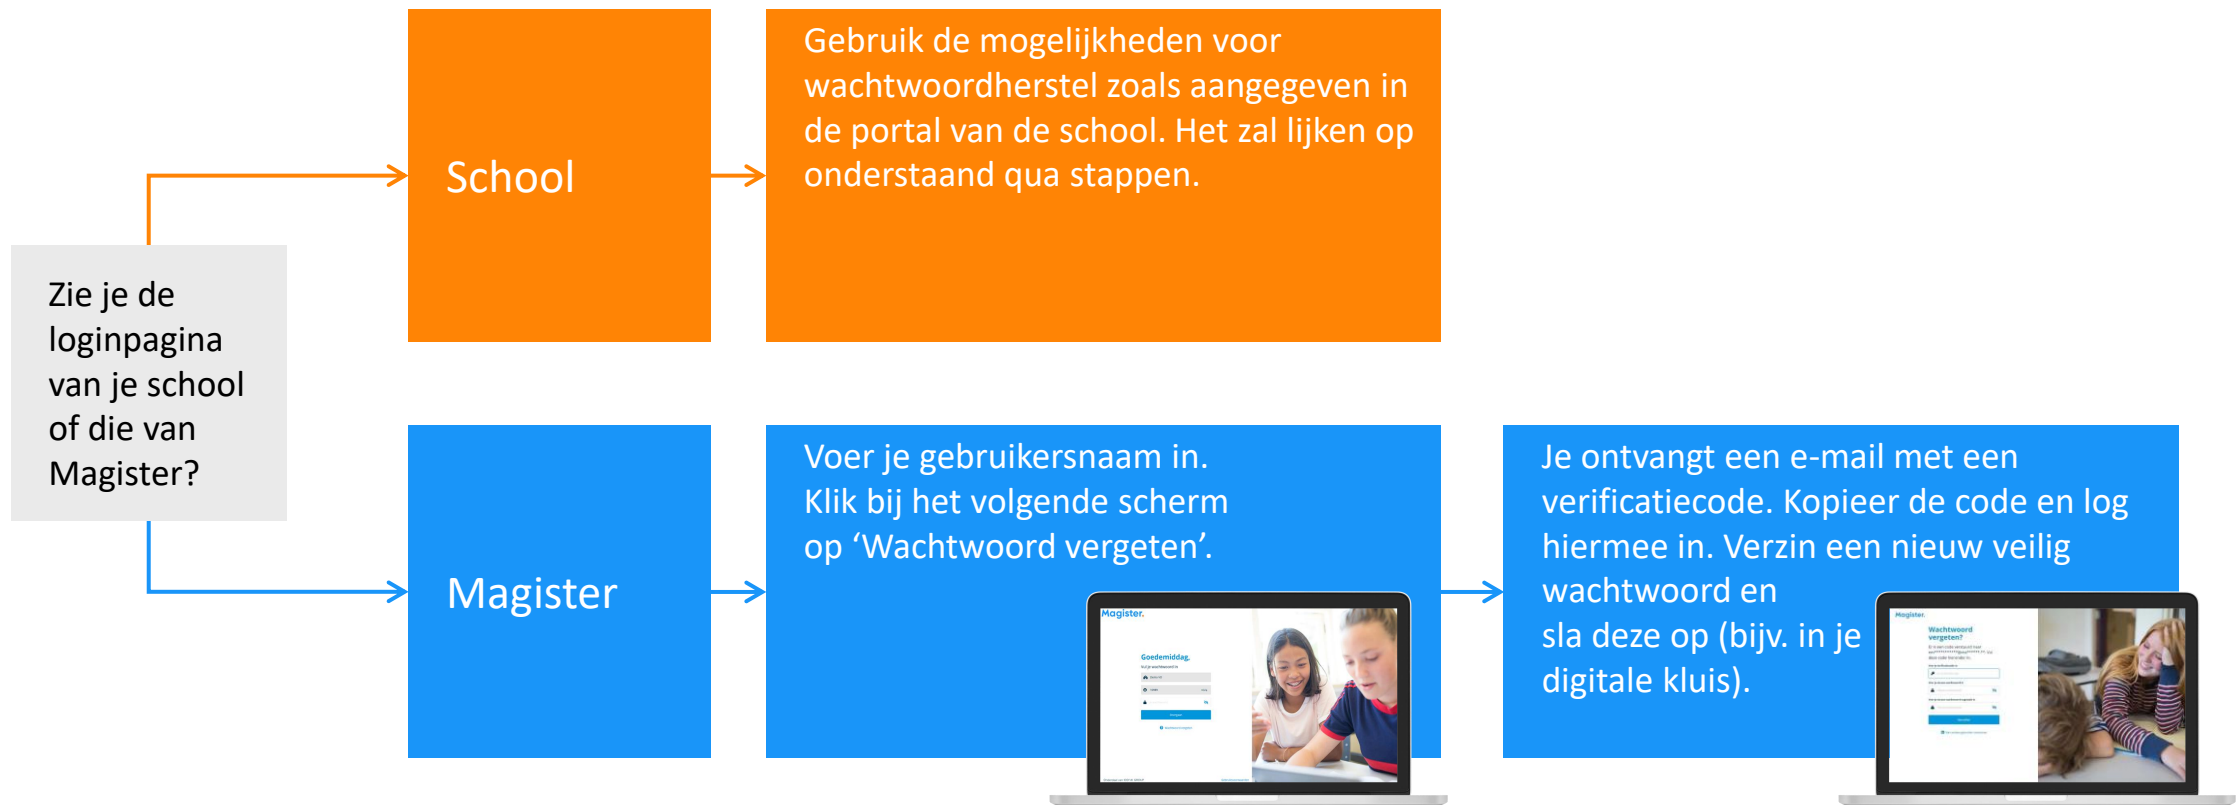 Zie je de
loginpagina
van je school
of die van
Magister?
School
Gebruik de mogelijkheden voor
wachtwoordherstel zoals aangegeven in
de portal van de school. Het zal lijken op
onderstaand qua stappen.
Magister
Voer je gebruikersnaam in.
Klik bij het volgende scherm
op ‘Wachtwoord vergeten’.
Magister.
Goedemiddag,
Vul je wachtwoord in
Je ontvangt een e-mail met een
verificatiecode. Kopieer de code en log
hiermee in. Verzin een nieuw veilig
wachtwoord en
sla deze op (bijv. in je
digitale kluis).
Magister.
Wachtwoord
vergeten?